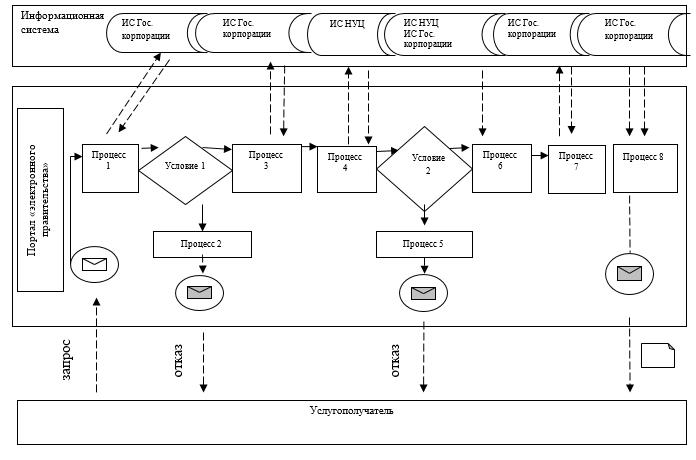 Информационная
система
ИС Гос.
корпорации
ИС Гос.
корпорации
ИС НУЦ
ИС НУЦ
ИС Гос.
корпорации
ИС Гос.
корпорации
ИС Гос.
корпорации
Портал «электронного
правительства»
Процесс
1
Условие 1
Процесс
3
Процесс
4
Условие
2
Процесс
6
Процесс
7
Процесс 8
Процесс 2
Процесс 5
запрос
отказ
отказ
Услугополучатель